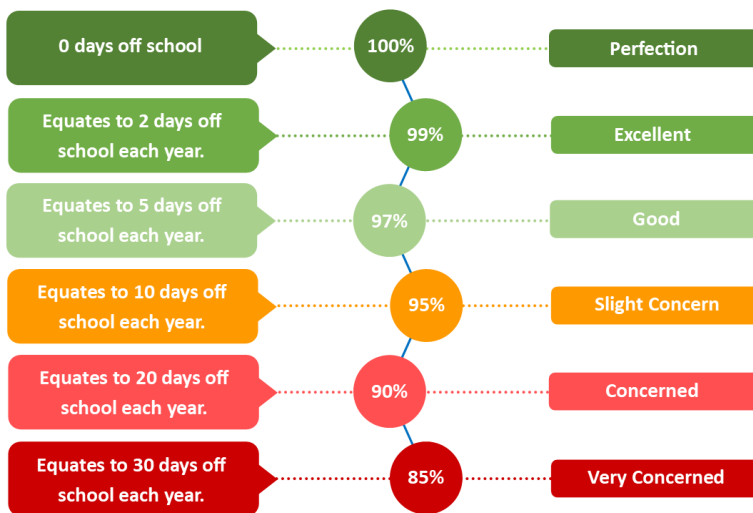 0 days off school
100%
Perfection
Equates to 2 days off
school each year.
99%
Excellent
Equates to 5 days off
school each year.
97%
Good
Equates to 10 days off
school each year.
95%
Slight Concern
Equates to 20 days off
school each year.
90%
Concerned
Equates to 30 days off
school each year.
85%
Very Concerned